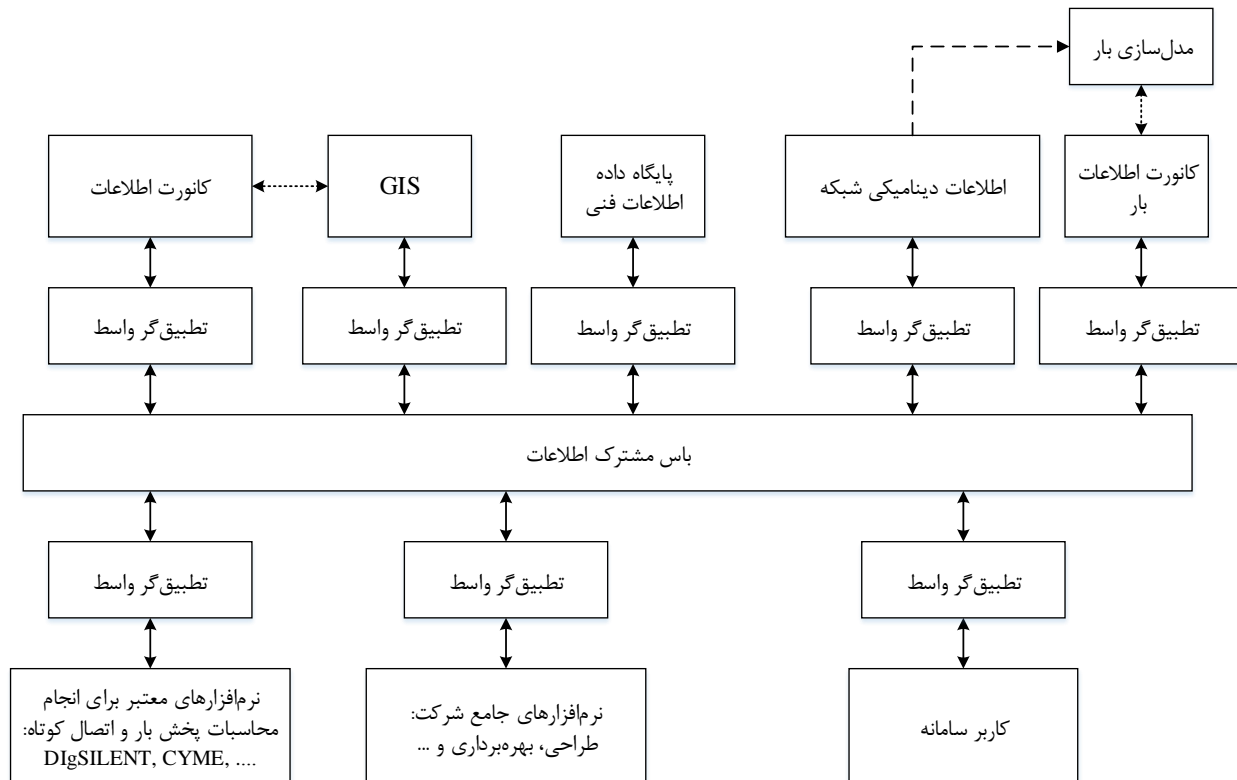 مدل‌سازی بار
کانورت اطلاعات
بار
اطلاعات دینامیکی شبکه
پایگاه داده
اطلاعات فنی
GIS
کانورت اطلاعات
تطبیق‌گر واسط
تطبیق‌گر واسط
تطبیق‌گر واسط
تطبیق‌گر واسط
تطبیق‌گر واسط
باس مشترک اطلاعات
تطبیق‌گر واسط
تطبیق‌گر واسط
تطبیق‌گر واسط
کاربر سامانه
نرم‌افزارهای جامع شرکت:
طراحی، بهره‌برداری و ...
نرم‌افزارهای معتبر برای انجام
محاسبات پخش بار و اتصال کوتاه:
DIgSILENT, CYME, ....